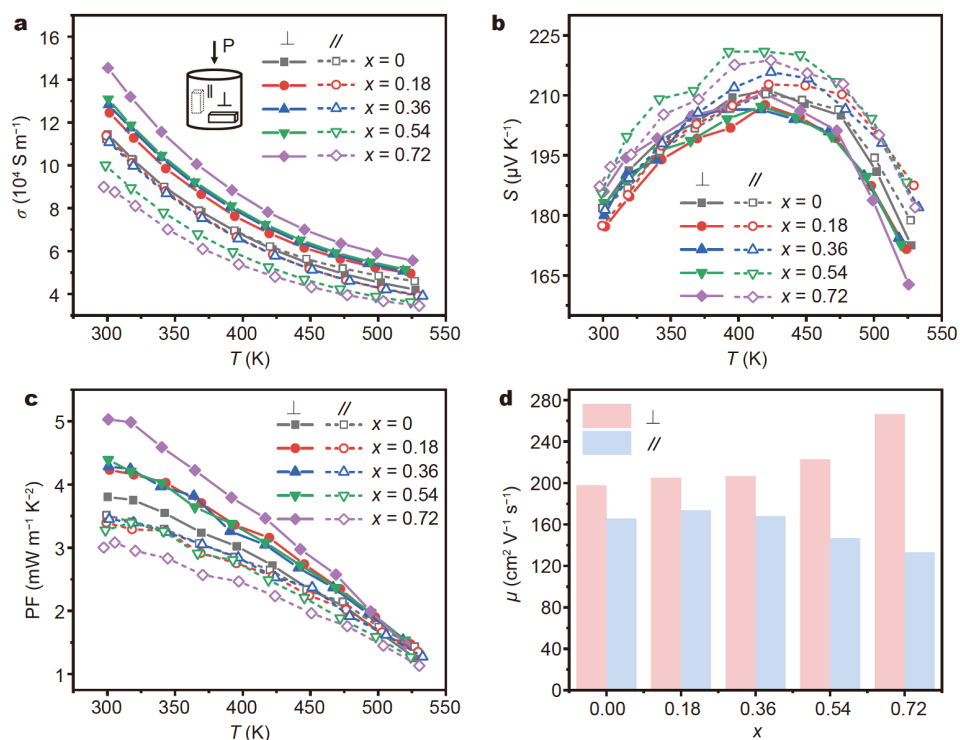 a
σ (10⁴ S m⁻¹)
16
14
12
10
8
6
4
P
∥ ⊥
⊥ //
x = 0
x = 0.18
x = 0.36
x = 0.54
x = 0.72
300 350 400 450 500 550
T (K)
b
S (μV K⁻¹)
225
210
195
180
165
⊥ //
x = 0
x = 0.18
x = 0.36
x = 0.54
x = 0.72
300 350 400 450 500 550
T (K)
c
PF (mW m⁻¹ K⁻²)
5
4
3
2
1
⊥ //
x = 0
x = 0.18
x = 0.36
x = 0.54
x = 0.72
300 350 400 450 500 550
T (K)
d
μ (cm² V⁻¹ s⁻¹)
280
240
200
160
120
80
40
0
⊥
//
0.00 0.18 0.36 0.54 0.72
x